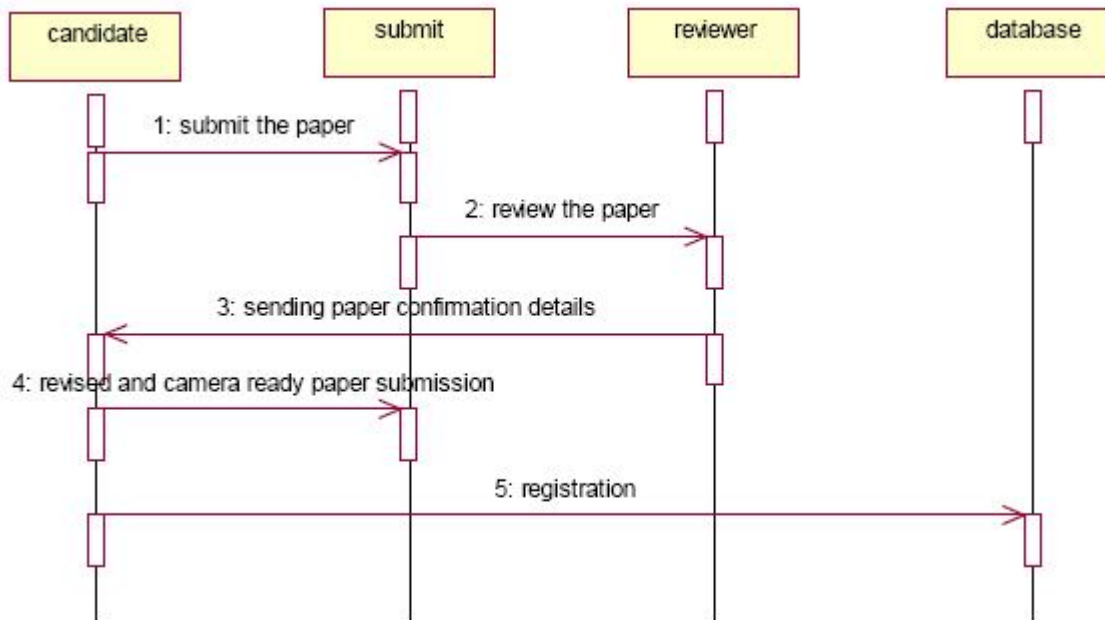 candidate
submit
reviewer
database
1: submit the paper
2: review the paper
3: sending paper confirmation details
4: revised and camera ready paper submission
5: registration